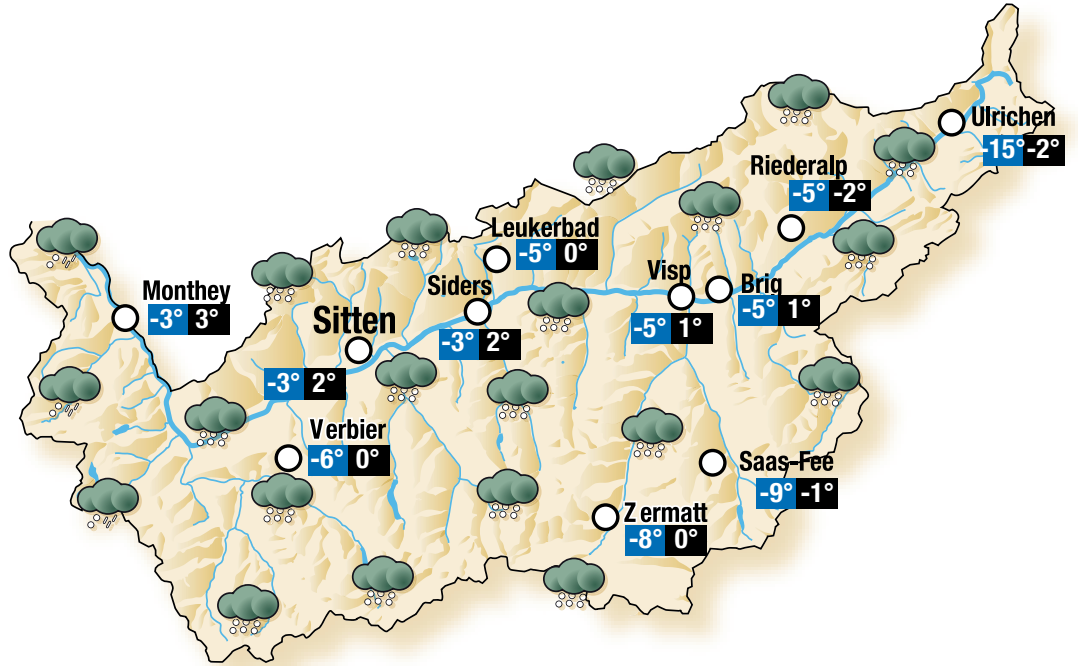 Ulrichen
-15° -2°
Riederalp
-5° -2°
Leukerbad
-5° 0°
Visp
-5° 1°
Brig
-5° 1°
Siders
-3° 2°
Monthey
-3° 3°
Sitten
-3° 2°
Verbier
-6° 0°
Saas-Fee
-9° -1°
Zermatt
-8° 0°